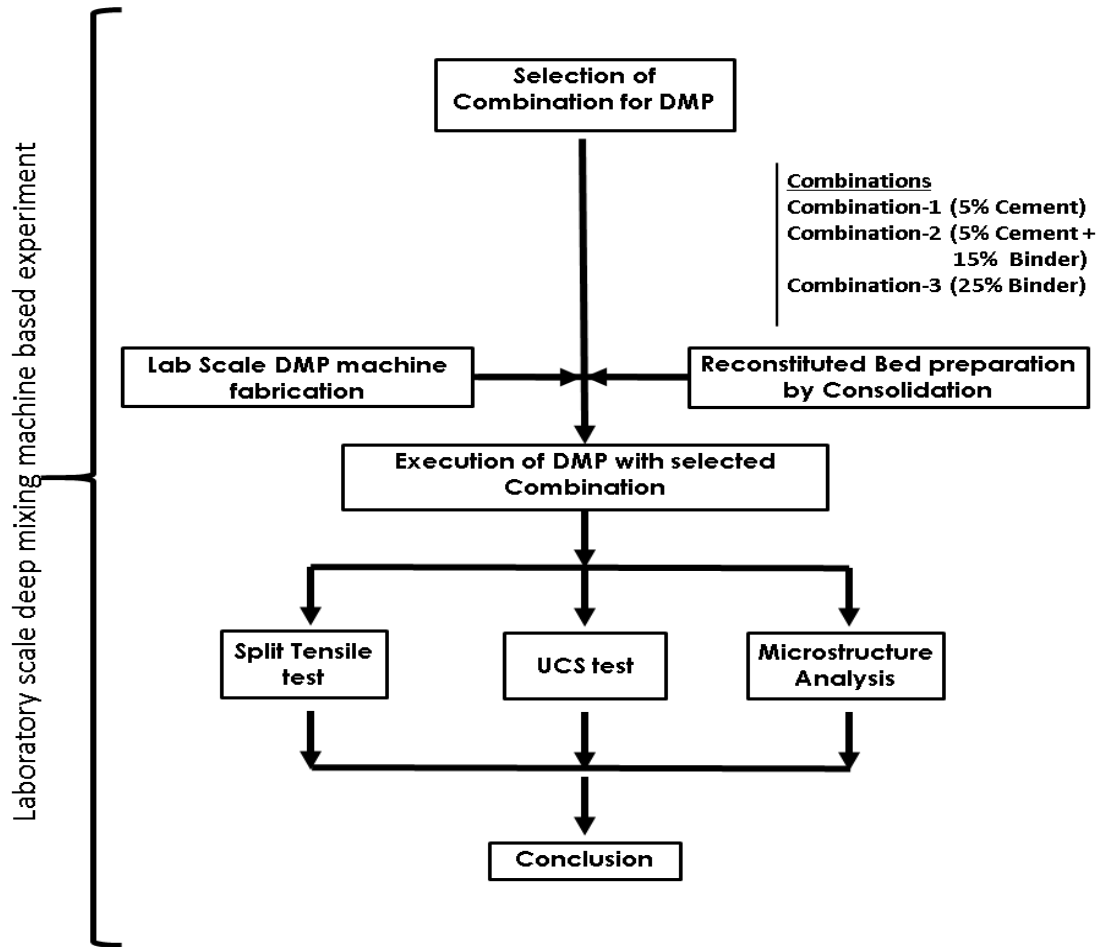 Laboratory scale deep mixing machine based experiment
Selection of
Combination for DMP
Combinations
Combination-1 (5% Cement)
Combination-2 (5% Cement +
15% Binder)
Combination-3 (25% Binder)
Lab Scale DMP machine
fabrication
Reconstituted Bed preparation
by Consolidation
Execution of DMP with selected
Combination
Split Tensile
test
UCS test
Microstructure
Analysis
Conclusion